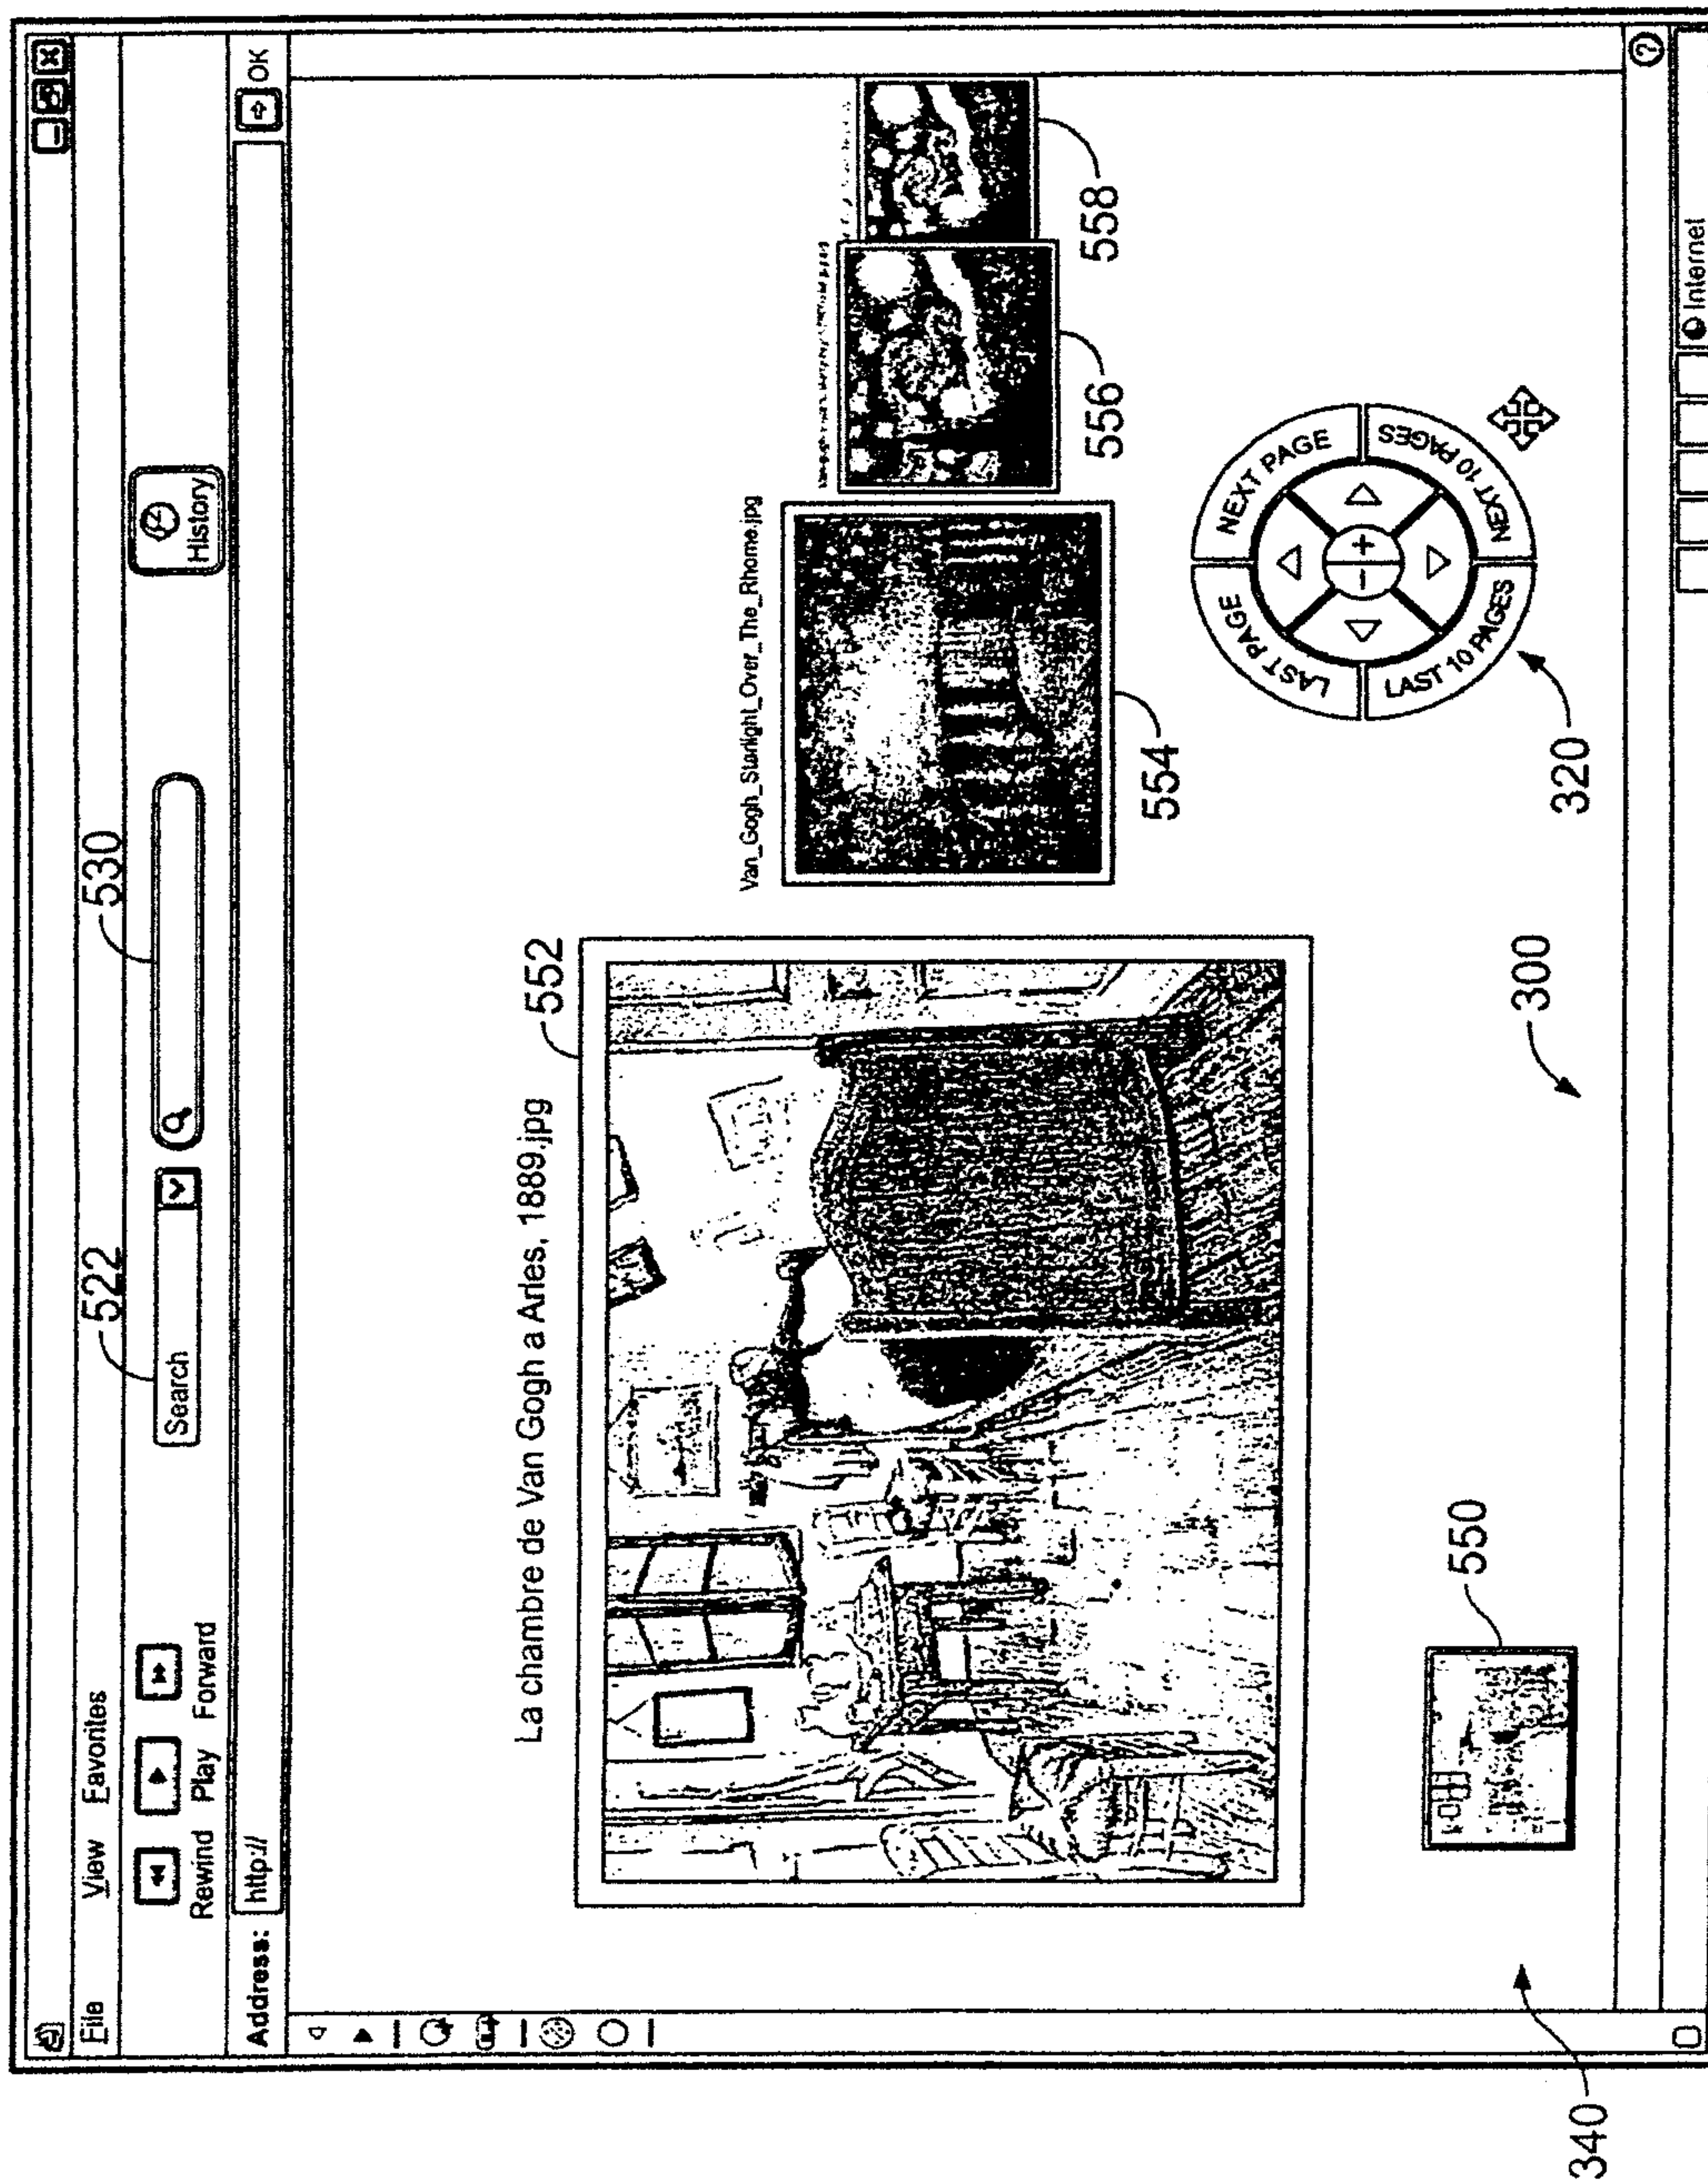 File View Favorites
522
530
Rewind Play Forward
Search
History
Address: http://
OK
La chambre de Van Gogh a Arles, 1889.jpg
552
Van_Gogh_Starlight_Over_The_Rhome.jpg
554
556
558
LAST PAGE
NEXT PAGE
LAST 10 PAGES
NEXT 10 PAGES
- +
320
550
300
340
Internet